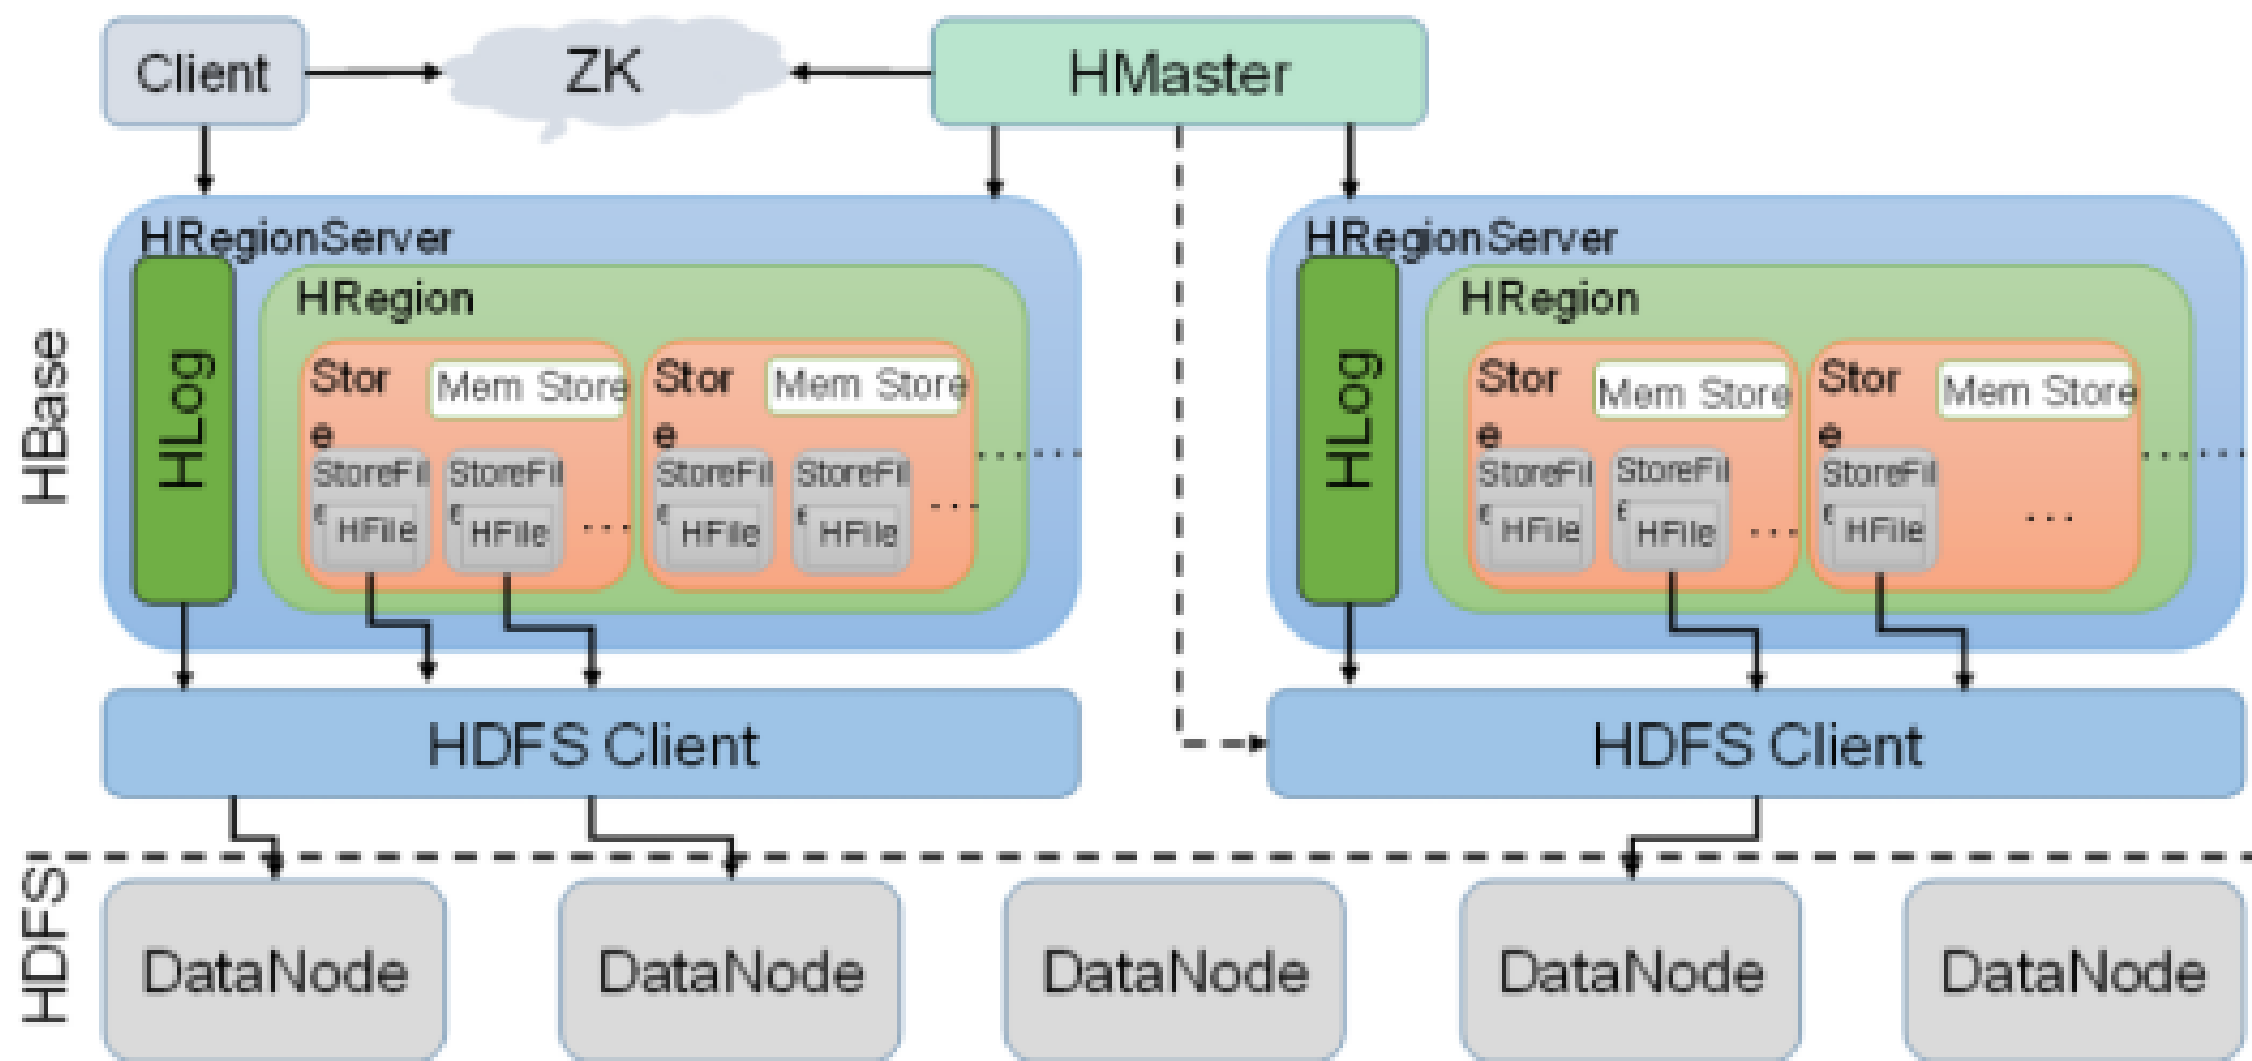 Client
ZK
HMaster
HBase
HRegionServer
HLog
HRegion
Stor
e
Mem Store
StoreFil
e
HFile
StoreFil
e
HFile
...
Stor
e
Mem Store
StoreFil
e
HFile
StoreFil
e
HFile
...
......
HRegionServer
HLog
HRegion
Stor
e
Mem Store
StoreFil
e
HFile
StoreFil
e
HFile
...
Stor
e
Mem Store
StoreFil
e
HFile
...
......
HDFS Client
HDFS Client
HDFS
DataNode
DataNode
DataNode
DataNode
DataNode